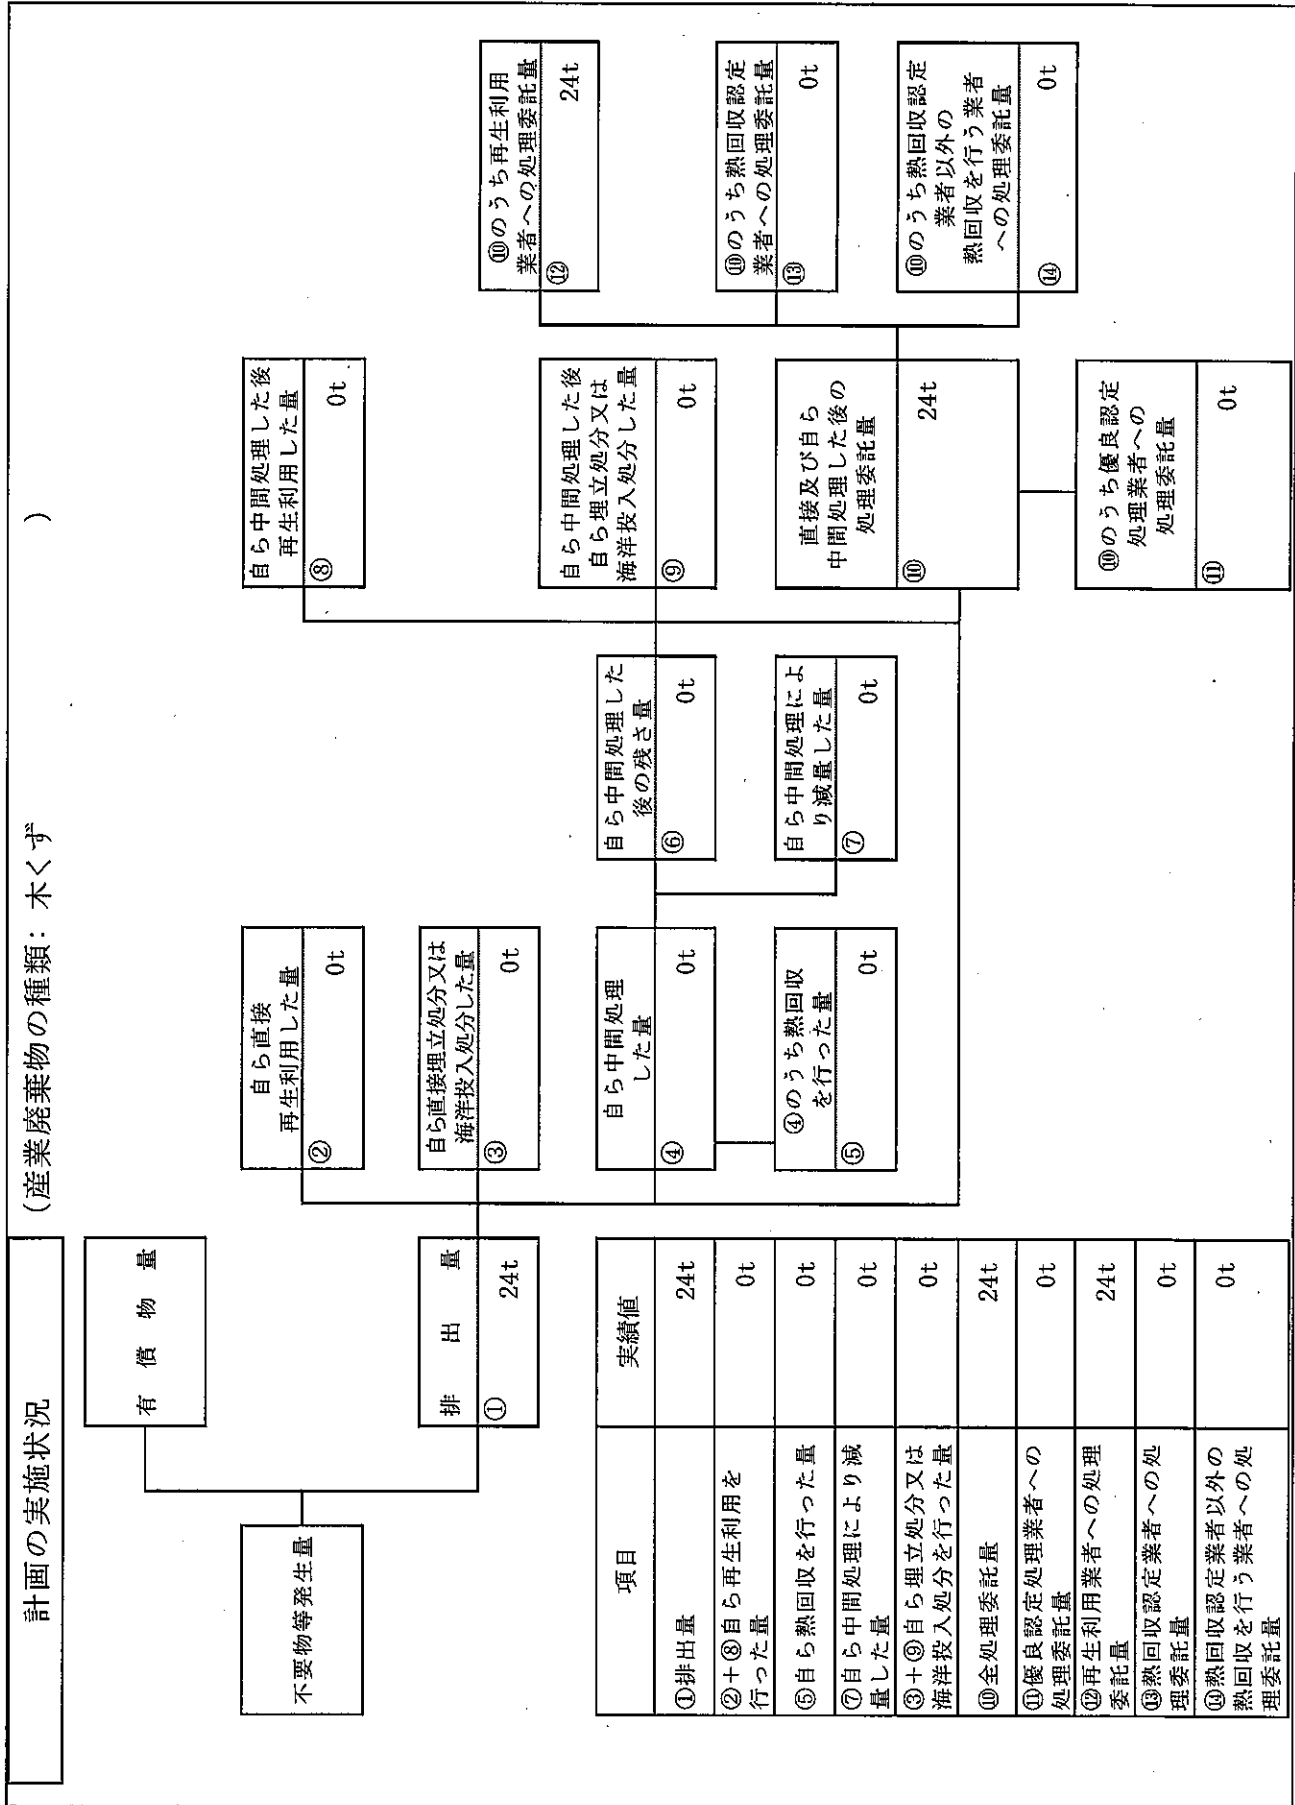 計画の実施状況
(産業廃棄物の種類：木くず　　　)
不要物等発生量
有償物量
排出量
①
24t
自ら直接
再生利用した量
②
0t
自ら直接埋立処分又は
海洋投入処分した量
③
0t
自ら中間処理
した量
④
0t
④のうち熱回収
を行った量
⑤
0t
自ら中間処理した
後の残さ量
⑥
0t
自ら中間処理によ
り減量した量
⑦
0t
自ら中間処理した後
再生利用した量
⑧
0t
自ら中間処理した後
自ら埋立処分又は
海洋投入処分した量
⑨
0t
直接及び自ら
中間処理した後の
処理委託量
⑩
24t
⑩のうち優良認定
処理業者への
処理委託量
⑪
0t
⑩のうち再生利用
業者への処理委託量
⑫
24t
⑩のうち熱回収認定
業者への処理委託量
⑬
0t
⑩のうち熱回収認定
業者以外の
熱回収を行う業者
への処理委託量
⑭
0t
項目
実績値
①排出量
24t
②+⑧自ら再生利用を
行った量
0t
⑤自ら熱回収を行った量
0t
⑦自ら中間処理により減
量した量
0t
③+⑨自ら埋立処分又は
海洋投入処分を行った量
0t
⑩全処理委託量
24t
⑪優良認定処理業者への
処理委託量
0t
⑫再生利用業者への処理
委託量
24t
⑬熱回収認定業者への処
理委託量
0t
⑭熱回収認定業者以外の
熱回収を行う業者への処
理委託量
0t